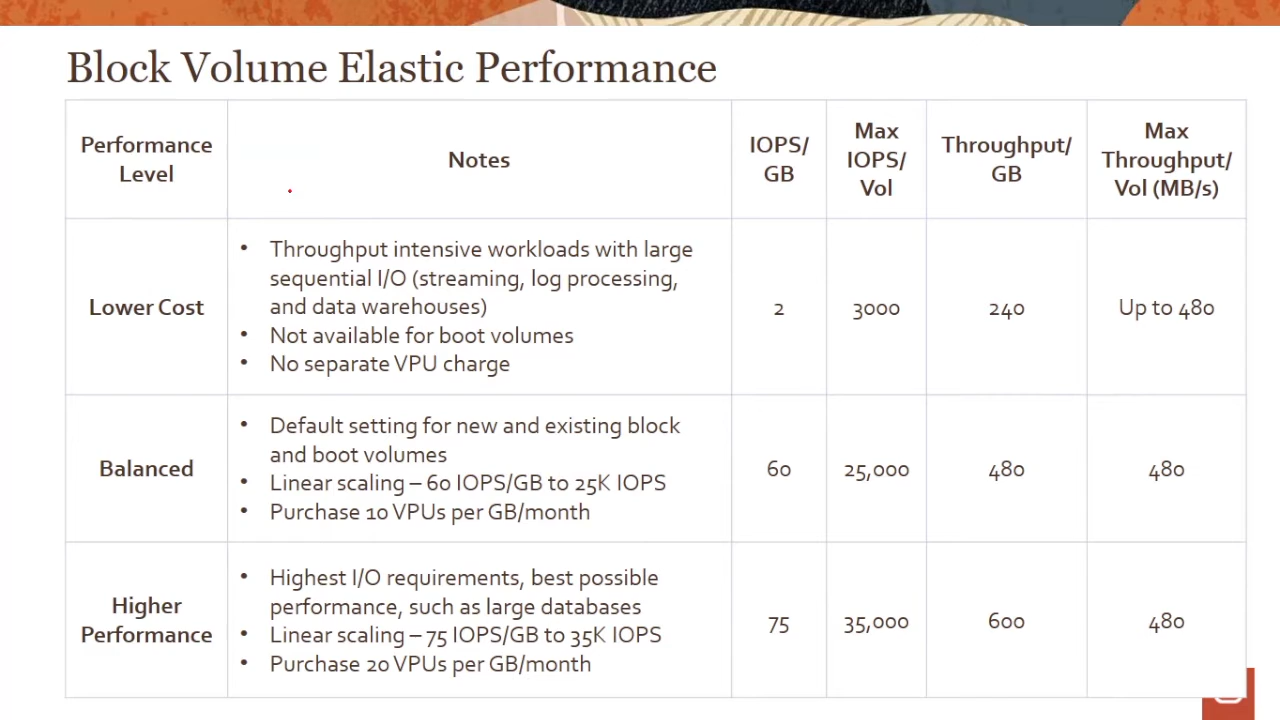 Block Volume Elastic Performance
Performance Level
Notes
IOPS/ GB
Max IOPS/ Vol
Throughput/ GB
Max Throughput/ Vol (MB/s)
Lower Cost
• Throughput intensive workloads with large
sequential I/O (streaming, log processing,
and data warehouses)
• Not available for boot volumes
• No separate VPU charge
2
3000
240
Up to 480
Balanced
• Default setting for new and existing block
and boot volumes
• Linear scaling – 60 IOPS/GB to 25K IOPS
• Purchase 10 VPUs per GB/month
60
25,000
480
480
Higher Performance
• Highest I/O requirements, best possible
performance, such as large databases
• Linear scaling – 75 IOPS/GB to 35K IOPS
• Purchase 20 VPUs per GB/month
75
35,000
600
480